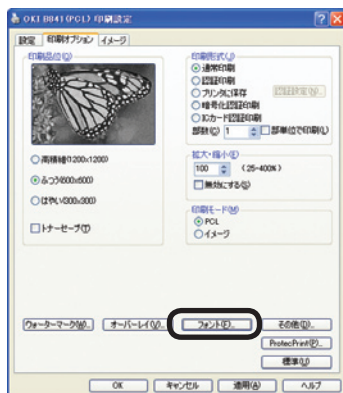 OKI B841(PCL) 印刷設定
設定 印刷オプション イメージ
印刷品位(Q)
高精細(1200x1200)
ふつう(600x600)
はやい(300x300)
トナーセーブ(T)
印刷形式(J)
通常印刷
認証印刷
プリンタに保存 認証設定(N)...
暗号化認証印刷
ICカード認証印刷
部数(C) 1 部単位で印刷(L)
拡大・縮小(E)
100 (25~400%)
無効にする(S)
印刷モード(M)
PCL
イメージ
ウォーターマーク(W)... オーバーレイ(V)... フォント(F)... その他(D)...
ProtecPrint(P)...
標準(U)
OK キャンセル 適用(A) ヘルプ